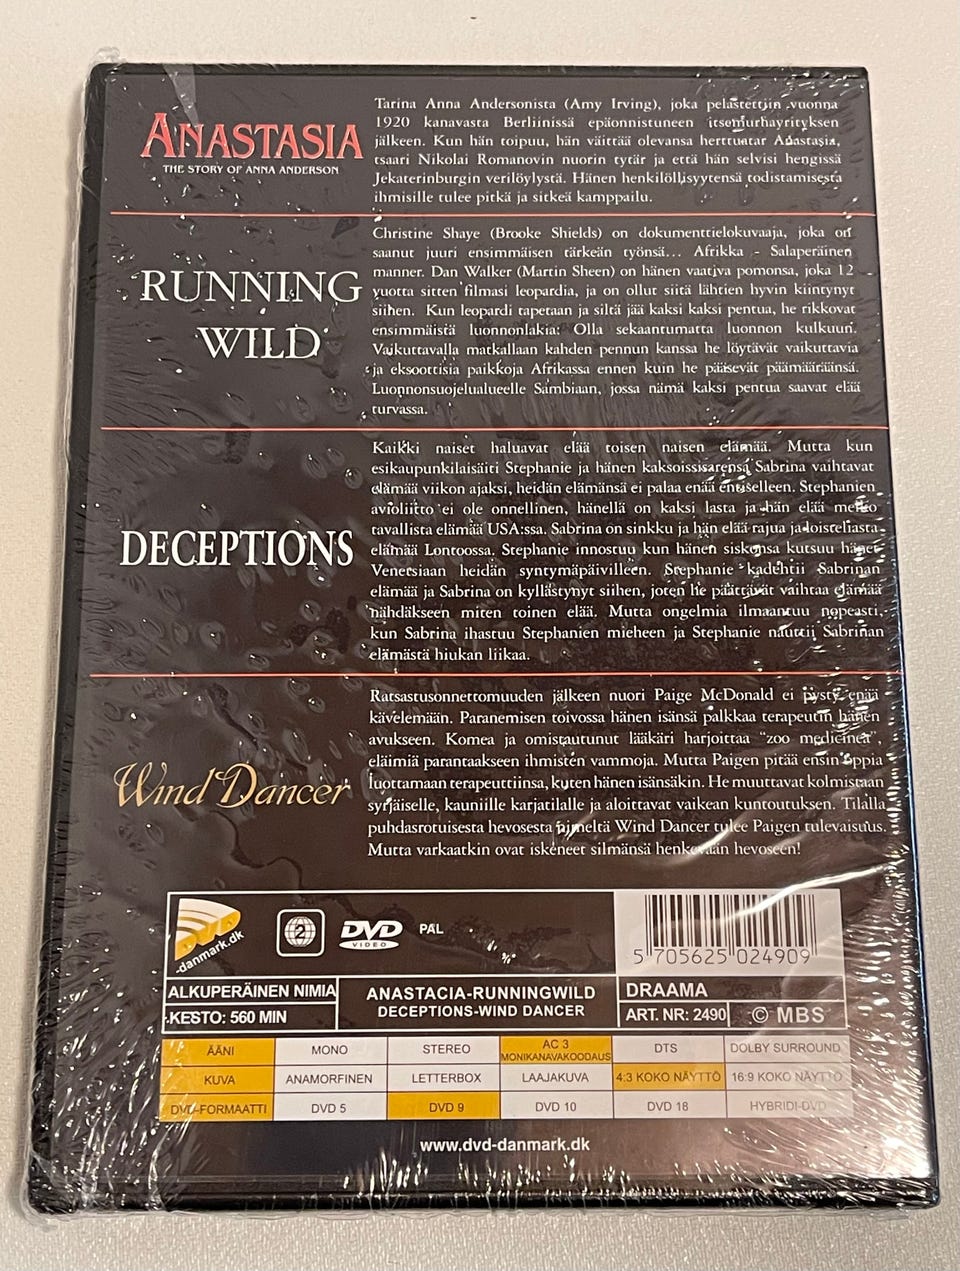 ANASTASIA
THE STORY OF ANNA ANDERSON
Tarina Anna Andersonista (Amy Irving), joka pelastettiin vuonna
1920 kanavasta Berliinissä epäonnistuneen itsemurhayrityksen
jälkeen. Kun hän toipuu, hän väittää olevansa herttuatar Anastasia,
tsaari Nikolai Romanovin nuorin tytär ja että hän selvisi hengissä
Jekaterinburgin verilöylystä. Hänen henkilöllisyytensä todistamisesta
ihmisille tulee pitkä ja sitkeä kamppailu.
RUNNING
WILD
Christine Shaye (Brooke Shields) on dokumenttielokuvaaja, joka on
saanut juuri ensimmäisen tärkeän työnsä... Afrikka - Salaperäinen
manner. Dan Walker (Martin Sheen) on hänen vaativa pomonsa, joka 12
vuotta sitten filmasi leopardia, ja on ollut siitä lähtien hyvin kiintynyt
siihen. Kun leopardi tapetaan ja siltä jää kaksi kaksi pentua, he rikkovat
ensimmäistä luonnonlakia: Olla sekaantumatta luonnon kulkuun.
Vaikuttavalla matkallaan kahden pennun kanssa he löytävät vaikuttavia
ja eksoottisia paikkoja Afrikassa ennen kuin he pääsevät päämääräänsä.
Luonnonsuojelualueelle Sambiaan, jossa nämä kaksi pentua saavat elää
turvassa.
DECEPTIONS
Kaikki naiset haluavat elää toisen naisen elämää. Mutta kun
esikaupunkilaisäiti Stephanie ja hänen kaksoissisarensa Sabrina vaihtavat
elämää viikon ajaksi, heidän elämänsä ei palaa enää entiselleen. Stephanien
avioliitto ei ole onnellinen, hänellä on kaksi lasta ja hän elää melko
tavallista elämää USA:ssa. Sabrina on sinkku ja hän elää rajua ja loisteliasta
elämää Lontoossa. Stephanie innostuu kun hänen siskonsa kutsuu hänet
Venetsiaan heidän syntymäpäivilleen. Stephanie kadehtii Sabrinan
elämää ja Sabrina on kyllästynyt siihen, joten he päättävät vaihtaa elämää
nähdäkseen miten toinen elää. Mutta ongelmia ilmaantuu nopeasti,
kun Sabrina ihastuu Stephanien mieheen ja Stephanie nauttii Sabrinan
elämästä hiukan liikaa.
Wind Dancer
Ratsastusonnettomuuden jälkeen nuori Paige McDonald ei pysty enää
kävelemään. Paranemisen toivossa hänen isänsä palkkaa terapeutin hänen
avukseen. Komea ja omistautunut lääkäri harjoittaa "zoo medicinea",
eläimiä parantaakseen ihmisten vammoja. Mutta Paigen pitää ensin oppia
luottamaan terapeuttiinsa, kuten hänen isänsäkin. He muuttavat kolmistaan
syrjäiselle, kauniille karjatilalle ja aloittavat vaikean kuntoutuksen. Tilalla
puhdasrotuisesta hevosesta nimeltä Wind Dancer tulee Paigen tulevaisuus.
Mutta varkaatkin ovat iskeneet silmänsä henkevään hevoseen!
DVD
-danmark.dk
2
DVD
VIDEO
PAL
5 705625 024909
ALKUPERÄINEN NIMIA
KESTO: 560 MIN
ANASTACIA-RUNNINGWILD
DECEPTIONS-WIND DANCER
DRAAMA
ART. NR: 2490
© MBS
ÄÄNI MONO STEREO AC 3 MONIKANAVAKOODAUS DTS DOLBY SURROUND
KUVA ANAMORFINEN LETTERBOX LAAJAKUVA 4:3 KOKO NÄYTTÖ 16:9 KOKO NÄYTTÖ
DVD-FORMAATTI DVD 5 DVD 9 DVD 10 DVD 18 HYBRIDI-DVD
www.dvd-danmark.dk